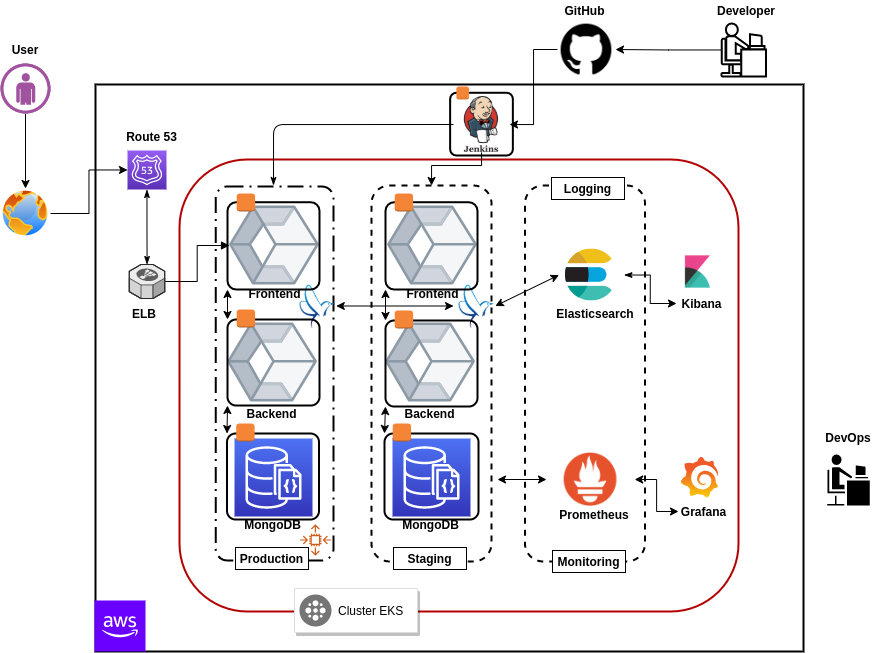 GitHub
Developer
User
Jenkins
Route 53
53
Logging
ELB
Frontend
Frontend
Elasticsearch
Kibana
Backend
Backend
DevOps
MongoDB
MongoDB
Prometheus
Grafana
Production
Staging
Monitoring
Cluster EKS
aws